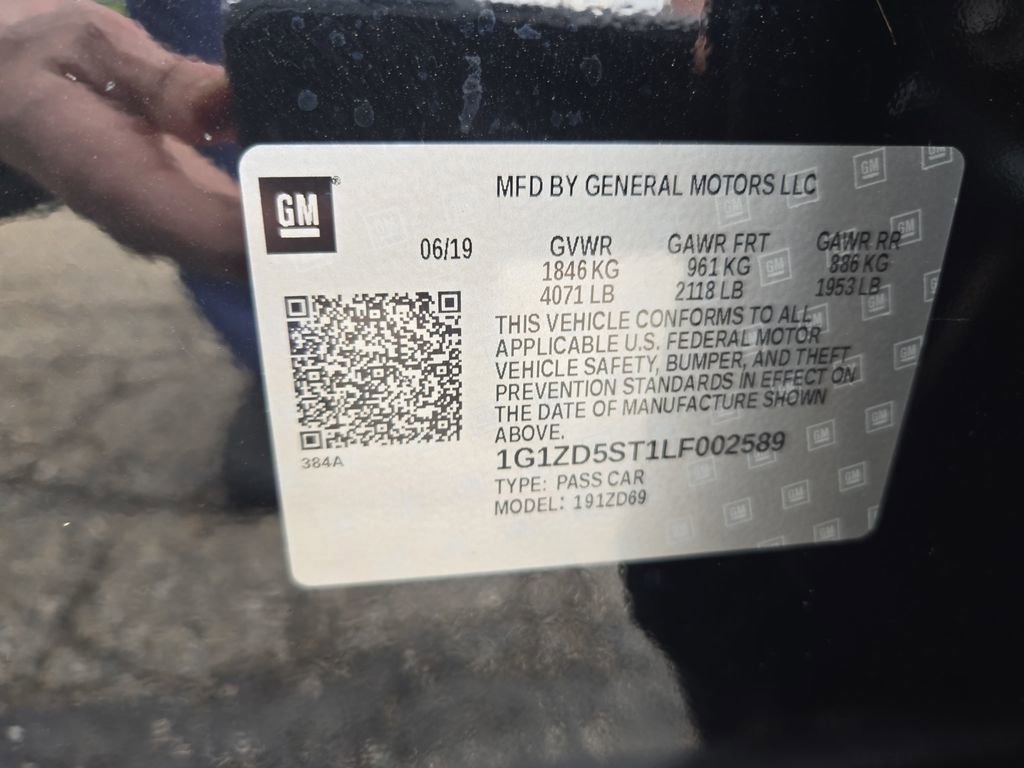 GM
MFD BY GENERAL MOTORS LLC
06/19
GVWR GAWR FRT GAWR RR
1846 KG 961 KG 886 KG
4071 LB 2118 LB 1953 LB
THIS VEHICLE CONFORMS TO ALL
APPLICABLE U.S. FEDERAL MOTOR
VEHICLE SAFETY, BUMPER, AND THEFT
PREVENTION STANDARDS IN EFFECT ON
THE DATE OF MANUFACTURE SHOWN
ABOVE.
384A
1G1ZD5ST1LF002589
TYPE: PASS CAR
MODEL: 191ZD69